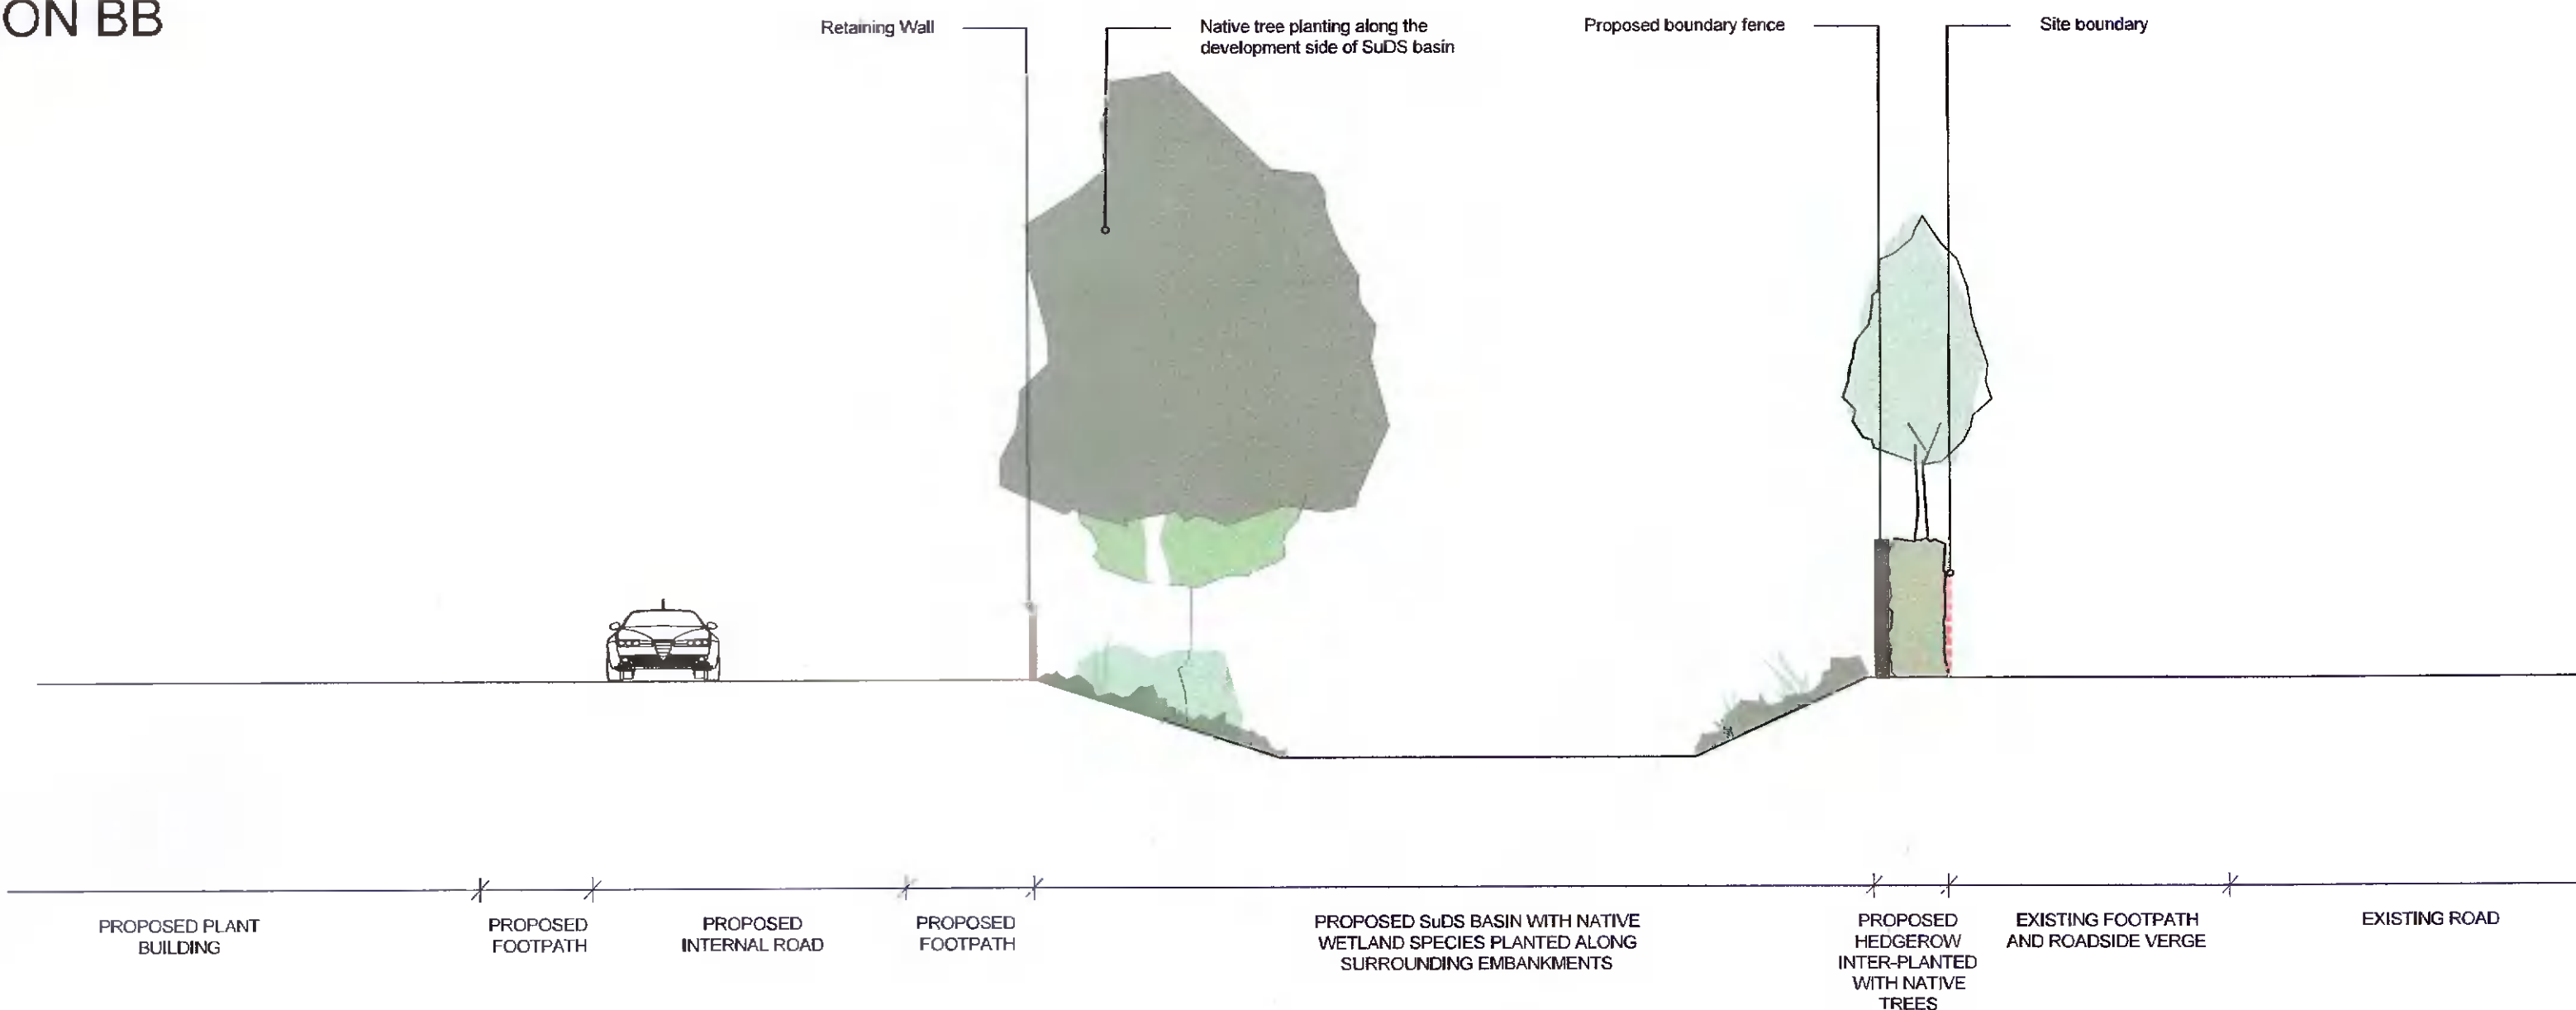 ON BB
Retaining Wall
Native tree planting along the
development side of SuDS basin
Proposed boundary fence
Site boundary
PROPOSED PLANT
BUILDING
PROPOSED
FOOTPATH
PROPOSED
INTERNAL ROAD
PROPOSED
FOOTPATH
PROPOSED SuDS BASIN WITH NATIVE
WETLAND SPECIES PLANTED ALONG
SURROUNDING EMBANKMENTS
PROPOSED
HEDGEROW
INTER-PLANTED
WITH NATIVE
TREES
EXISTING FOOTPATH
AND ROADSIDE VERGE
EXISTING ROAD